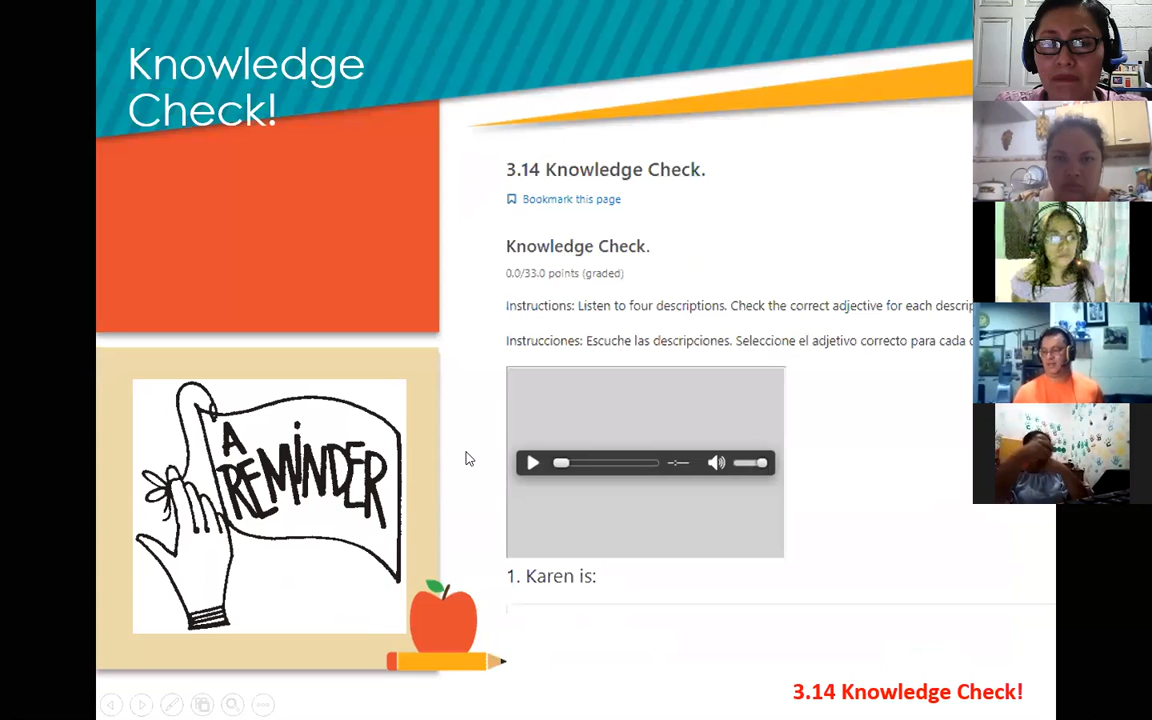 Knowledge
Check!
3.14 Knowledge Check.
Bookmark this page
Knowledge Check.
0.0/33.0 points (graded)
Instructions: Listen to four descriptions. Check the correct adjective for each descrip
Instrucciones: Escuche las descripciones. Seleccione el adjetivo correcto para cada
A
REMiNDER
1. Karen is:
3.14 Knowledge Check!